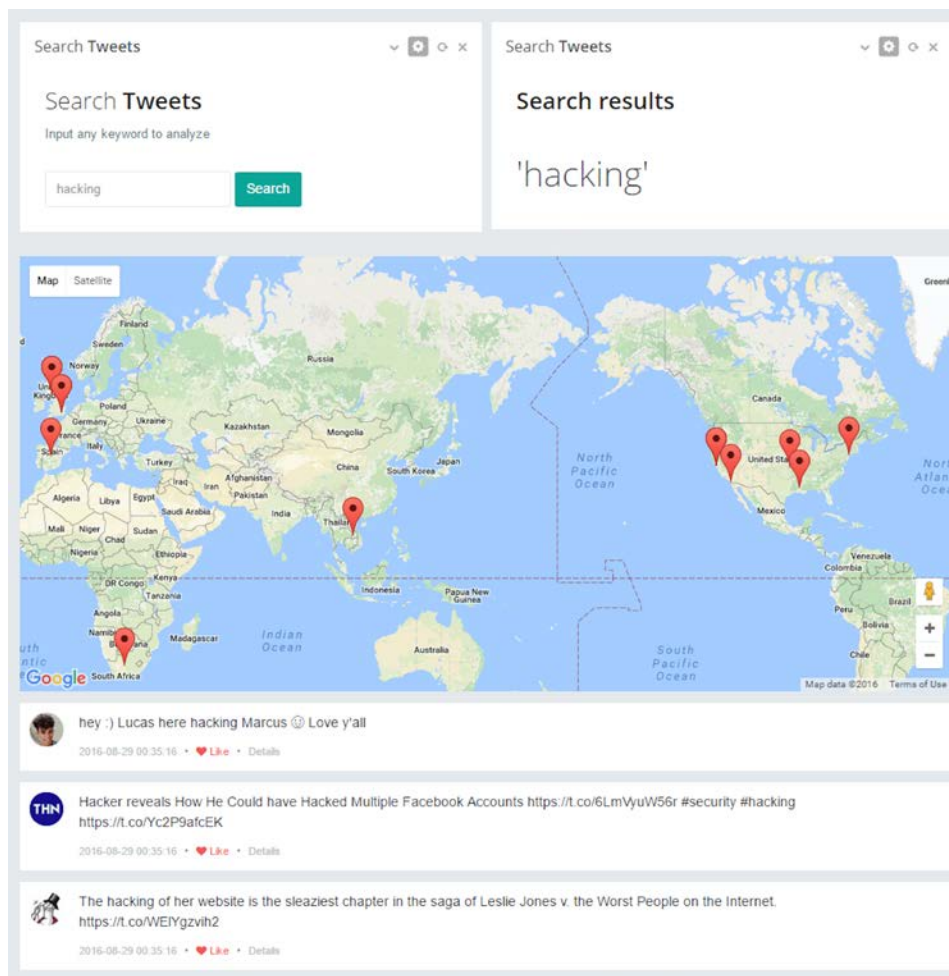 Search Tweets
Search Tweets
Input any keyword to analyze
hacking
Search
Search Tweets
Search results
'hacking'
Map Satellite
Finland
Sweden
Norway
Russia
Poland
Germany
Ukraine
Kazakhstan
Mongolia
Italy
Spain
Turkey
China
South Korea
Japan
Afghanistan
Iraq
Iran
Pakistan
Algeria
Libya
Egypt
Saudi Arabia
India
Thailand
Mali
Niger
Chad
Sudan
Nigeria
Ethiopia
DR Congo
Kenya
Tanzania
Angola
Indonesia
Papua New
Guinea
Madagascar
Indian
Ocean
Australia
South Africa
North
Pacific
Ocean
South
Pacific
Ocean
Canada
Mexico
Venezuela
Colombia
Peru
Brazil
Bolivia
Chile
+
−
Google
Map data ©2016 Terms of Use
hey :) Lucas here hacking Marcus ☺ Love y'all
2016-08-29 00:35:16 • ♥ Like • Details
THN
Hacker reveals How He Could have Hacked Multiple Facebook Accounts https://t.co/6LmVyuW56r #security #hacking
https://t.co/Yc2P9afcEK
2016-08-29 00:35:16 • ♥ Like • Details
The hacking of her website is the sleaziest chapter in the saga of Leslie Jones v. the Worst People on the Internet.
https://t.co/WEIYgzvih2
2016-08-29 00:35:16 • ♥ Like • Details